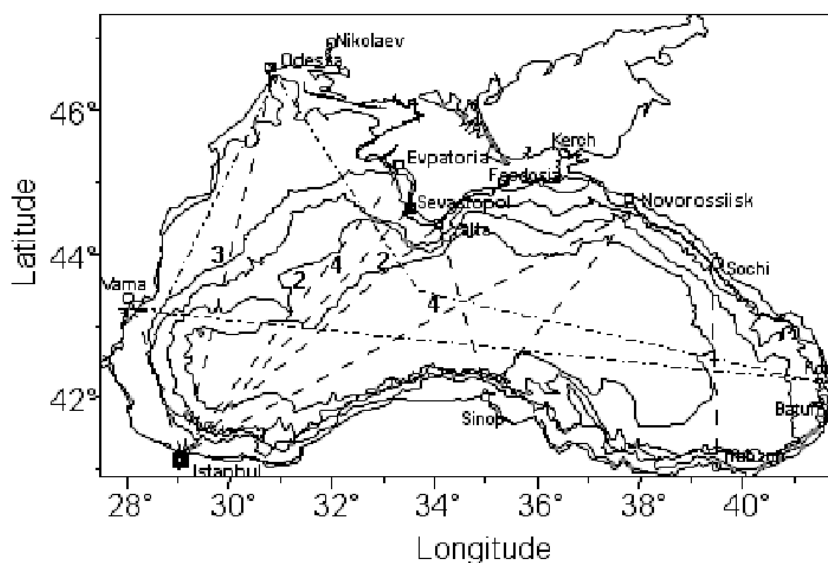 Nikolaev
Odessa
46°
Kerch
Evpatoria
Feodosia
Sevastopol
Novorossiisk
Yalta
44°
3
2
4
2
Sochi
Varna
4
42°
Batumi
Sinop
Trabzon
Istanbul
28°
30°
32°
34°
36°
38°
40°
Latitude
Longitude